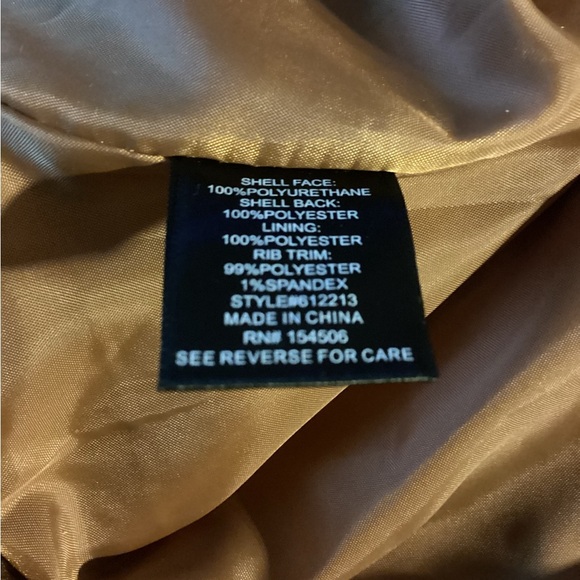 SHELL FACE:
100%POLYURETHANE
SHELL BACK:
100%POLYESTER
LINING:
100%POLYESTER
RIB TRIM:
99%POLYESTER
1%SPANDEX
STYLE#612213
MADE IN CHINA
RN# 154506
SEE REVERSE FOR CARE